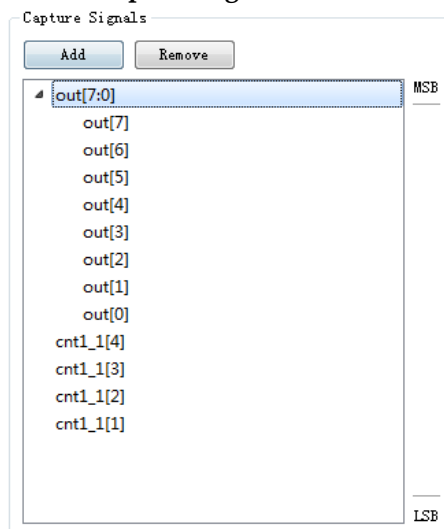 Capture Signals
Add Remove
out[7:0] MSB
out[7]
out[6]
out[5]
out[4]
out[3]
out[2]
out[1]
out[0]
cnt1_1[4]
cnt1_1[3]
cnt1_1[2]
cnt1_1[1]
LSB